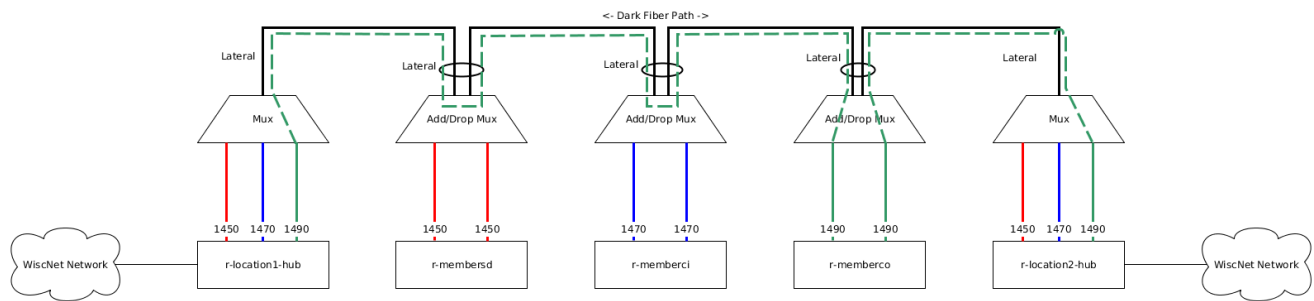 <- Dark Fiber Path ->
Lateral
Lateral
Lateral
Lateral
Lateral
Mux
Add/Drop Mux
Add/Drop Mux
Add/Drop Mux
Mux
1450 1470 1490
1450 1450
1470 1470
1490 1490
1450 1470 1490
WiscNet Network
r-location1-hub
r-membersd
r-memberci
r-memberco
r-location2-hub
WiscNet Network